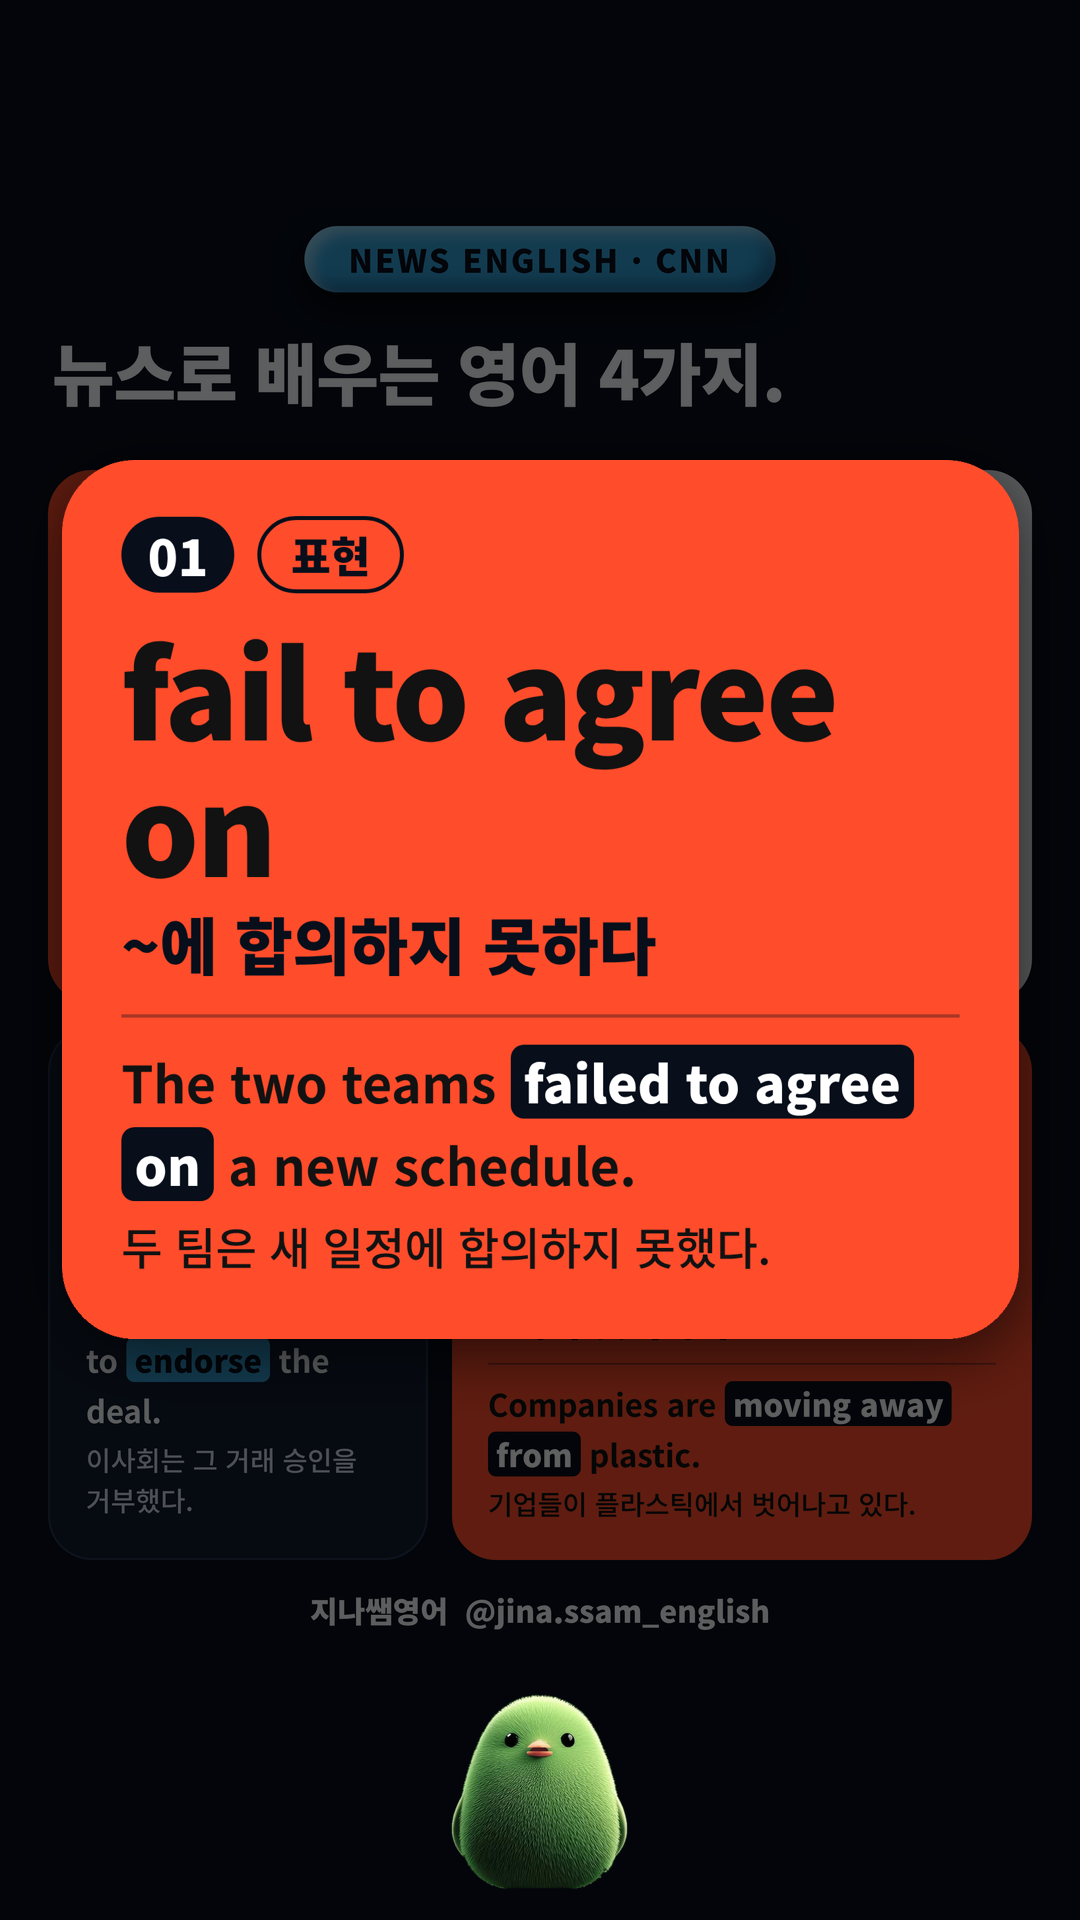 NEWS ENGLISH · CNN
뉴스로 배우는 영어 4가지.
01 표현
fail to agree
on
~에 합의하지 못하다
The two teams failed to agree
on a new schedule.
두 팀은 새 일정에 합의하지 못했다.
to endorse the
deal.
이사회는 그 거래 승인을
거부했다.
Companies are moving away
from plastic.
기업들이 플라스틱에서 벗어나고 있다.
지나쌤영어 @jina.ssam_english